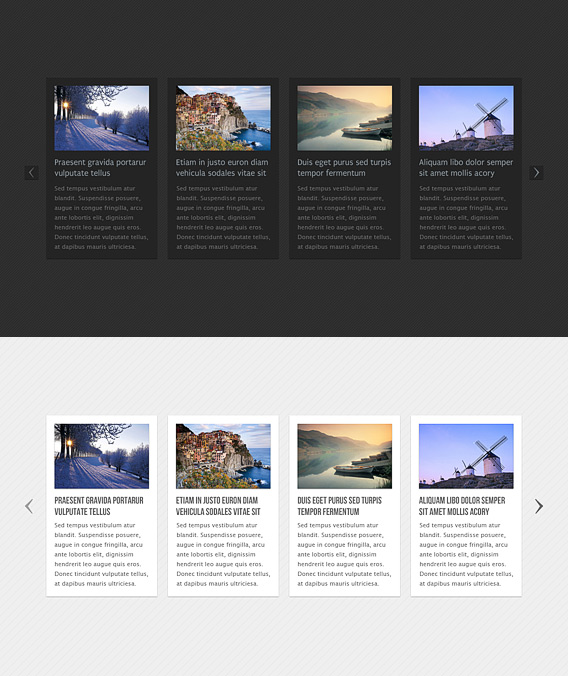 Praesent gravida portarur
vulputate tellus
Sed tempus vestibulum atur
blandit. Suspendisse posuere,
augue in congue fringilla, arcu
ante lobortis elit, dignissim
hendrerit leo augue quis eros.
Donec tincidunt vulputate tellus,
at dapibus mauris ultriciesa.
Etiam in justo euron diam
vehicula sodales vitae sit
Sed tempus vestibulum atur
blandit. Suspendisse posuere,
augue in congue fringilla, arcu
ante lobortis elit, dignissim
hendrerit leo augue quis eros.
Donec tincidunt vulputate tellus,
at dapibus mauris ultriciesa.
Duis eget purus sed turpis
tempor fermentum
Sed tempus vestibulum atur
blandit. Suspendisse posuere,
augue in congue fringilla, arcu
ante lobortis elit, dignissim
hendrerit leo augue quis eros.
Donec tincidunt vulputate tellus,
at dapibus mauris ultriciesa.
Aliquam libo dolor semper
sit amet mollis acory
Sed tempus vestibulum atur
blandit. Suspendisse posuere,
augue in congue fringilla, arcu
ante lobortis elit, dignissim
hendrerit leo augue quis eros.
Donec tincidunt vulputate tellus,
at dapibus mauris ultriciesa.
PRAESENT GRAVIDA PORTARUR
VULPUTATE TELLUS
Sed tempus vestibulum atur
blandit. Suspendisse posuere,
augue in congue fringilla, arcu
ante lobortis elit, dignissim
hendrerit leo augue quis eros.
Donec tincidunt vulputate tellus,
at dapibus mauris ultriciesa.
ETIAM IN JUSTO EURON DIAM
VEHICULA SODALES VITAE SIT
Sed tempus vestibulum atur
blandit. Suspendisse posuere,
augue in congue fringilla, arcu
ante lobortis elit, dignissim
hendrerit leo augue quis eros.
Donec tincidunt vulputate tellus,
at dapibus mauris ultriciesa.
DUIS EGET PURUS SED TURPIS
TEMPOR FERMENTUM
Sed tempus vestibulum atur
blandit. Suspendisse posuere,
augue in congue fringilla, arcu
ante lobortis elit, dignissim
hendrerit leo augue quis eros.
Donec tincidunt vulputate tellus,
at dapibus mauris ultriciesa.
ALIQUAM LIBO DOLOR SEMPER
SIT AMET MOLLIS ACORY
Sed tempus vestibulum atur
blandit. Suspendisse posuere,
augue in congue fringilla, arcu
ante lobortis elit, dignissim
hendrerit leo augue quis eros.
Donec tincidunt vulputate tellus,
at dapibus mauris ultriciesa.